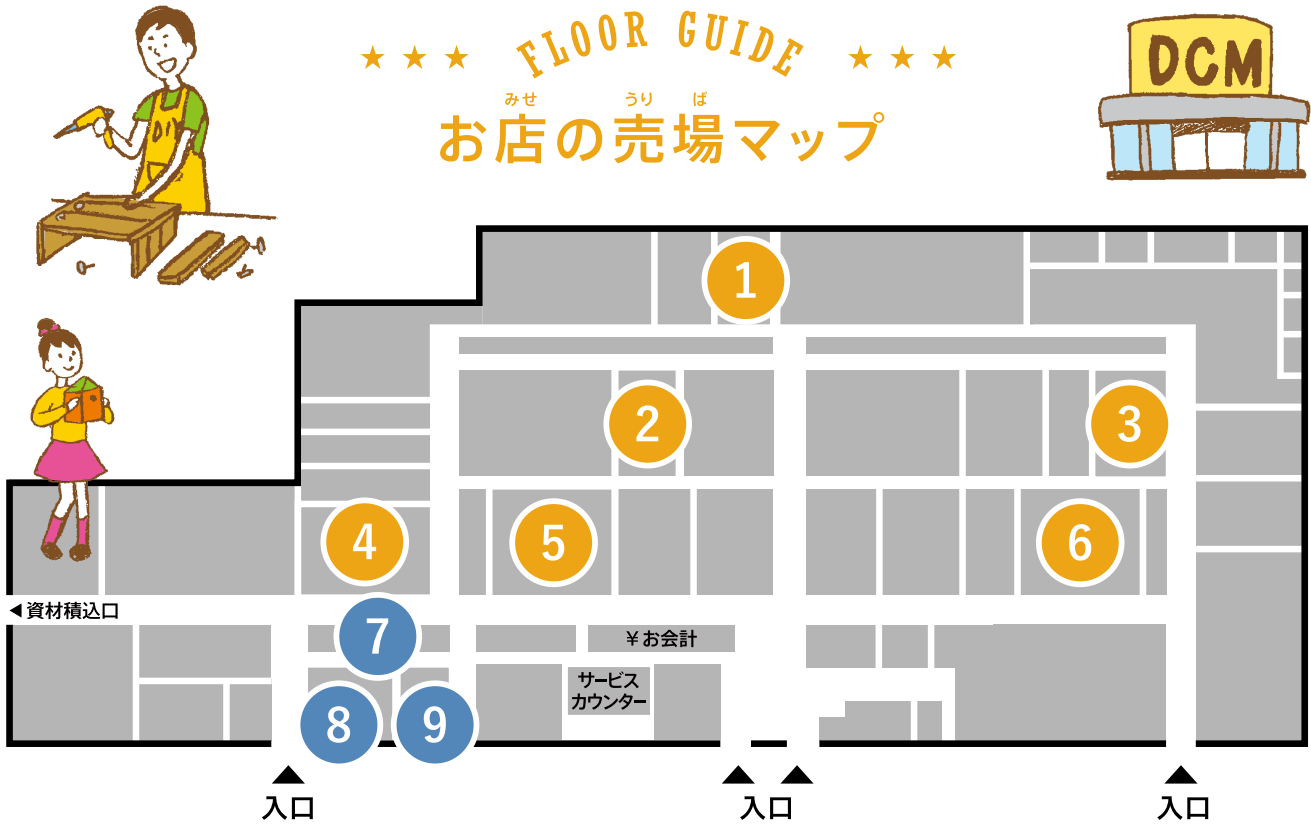 FLOOR GUIDE
DCM
みせ うり ば
お店の売場マップ
DI
1
2
3
4
5
6
資材積込口
7
¥お会計
サービス
カウンター
8
9
入口
入口
入口